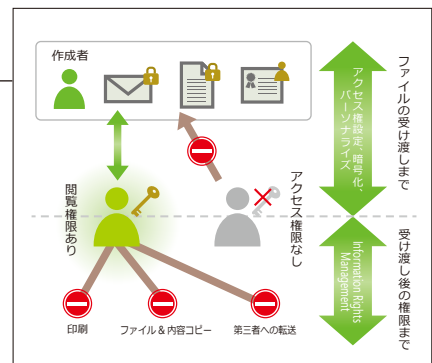 作成者
閲覧権限あり
アクセス権限なし
印刷
ファイル & 内容コピー
第三者への転送
アクセス権設定、暗号化、
パーソナライズ
ファイルの受け渡しまで
Information Rights
Management
受け渡し後の権限まで